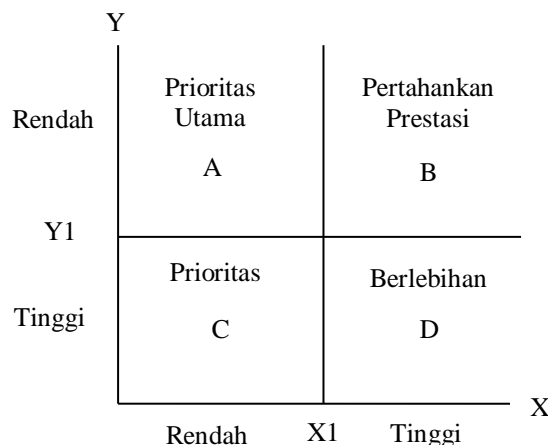 Y
Prioritas
Utama
Pertahankan
Prestasi
Rendah
A
B
Y1
Prioritas
Berlebihan
Tinggi
C
D
X
Rendah
X1
Tinggi